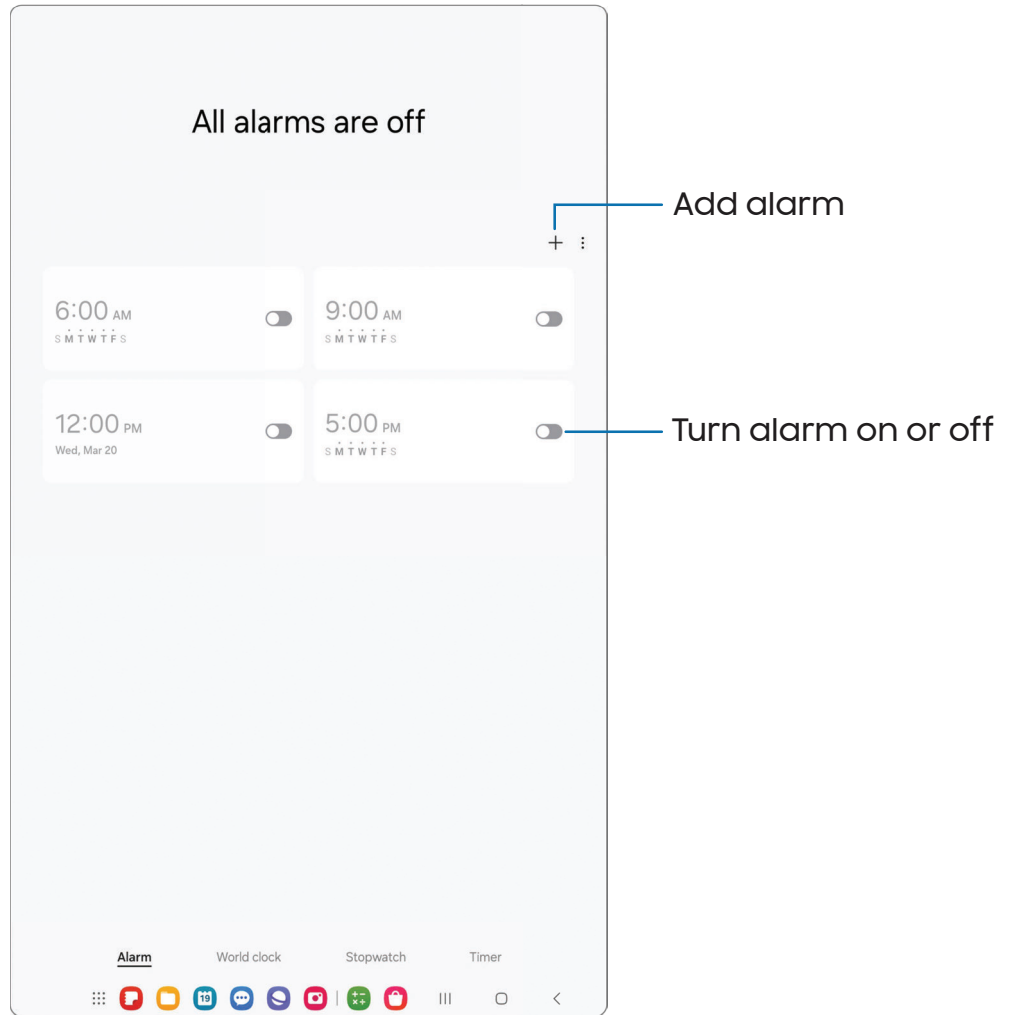 All alarms are off
Add alarm
6:00 AM
S M T W T F S
9:00 AM
S M T W T F S
12:00 PM
Wed, Mar 20
5:00 PM
S M T W T F S
Turn alarm on or off
Alarm World clock Stopwatch Timer
19